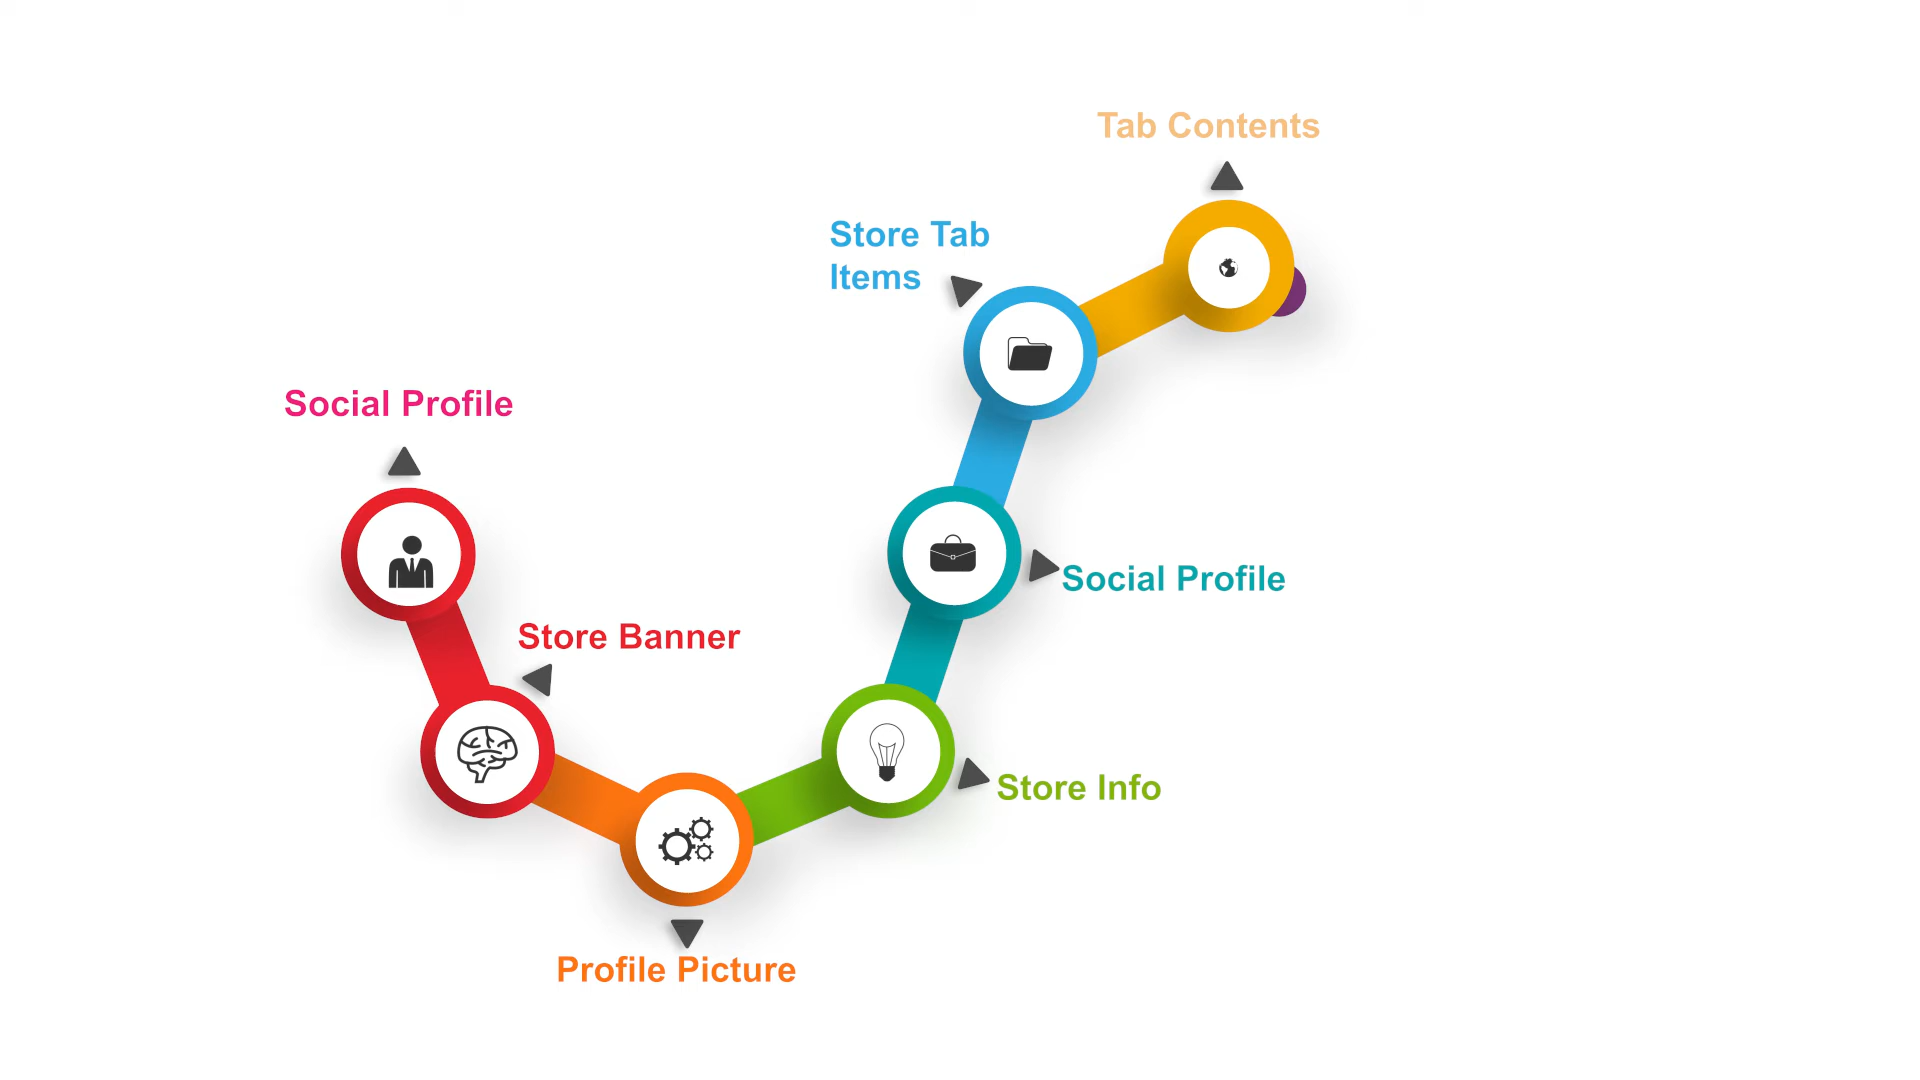 Tab Contents
Store Tab
Items
Social Profile
Social Profile
Store Banner
Store Info
Profile Picture